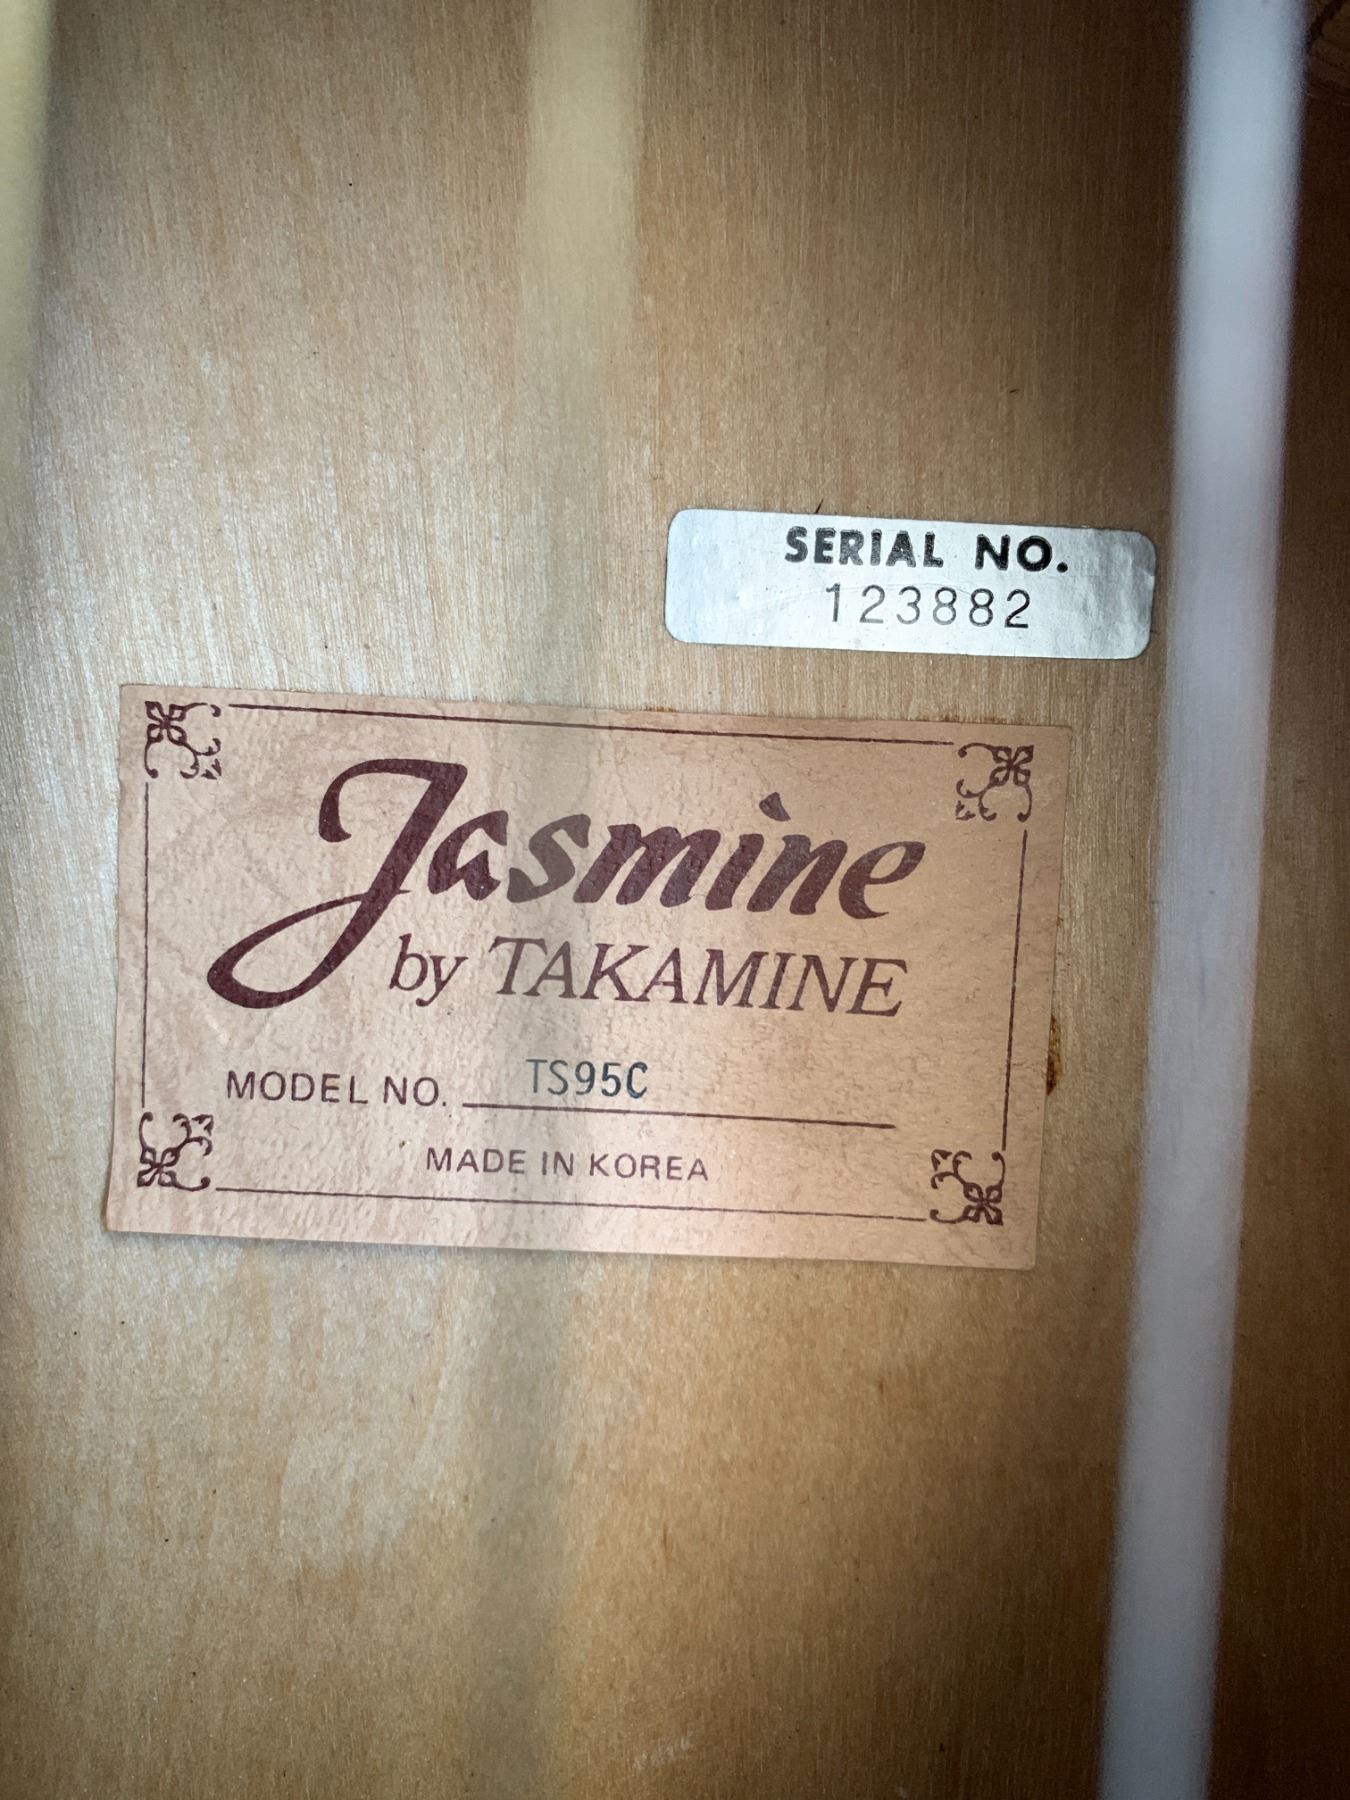 SERIAL NO.
123882
Jasmine
by TAKAMINE
MODEL NO. TS95C
MADE IN KOREA